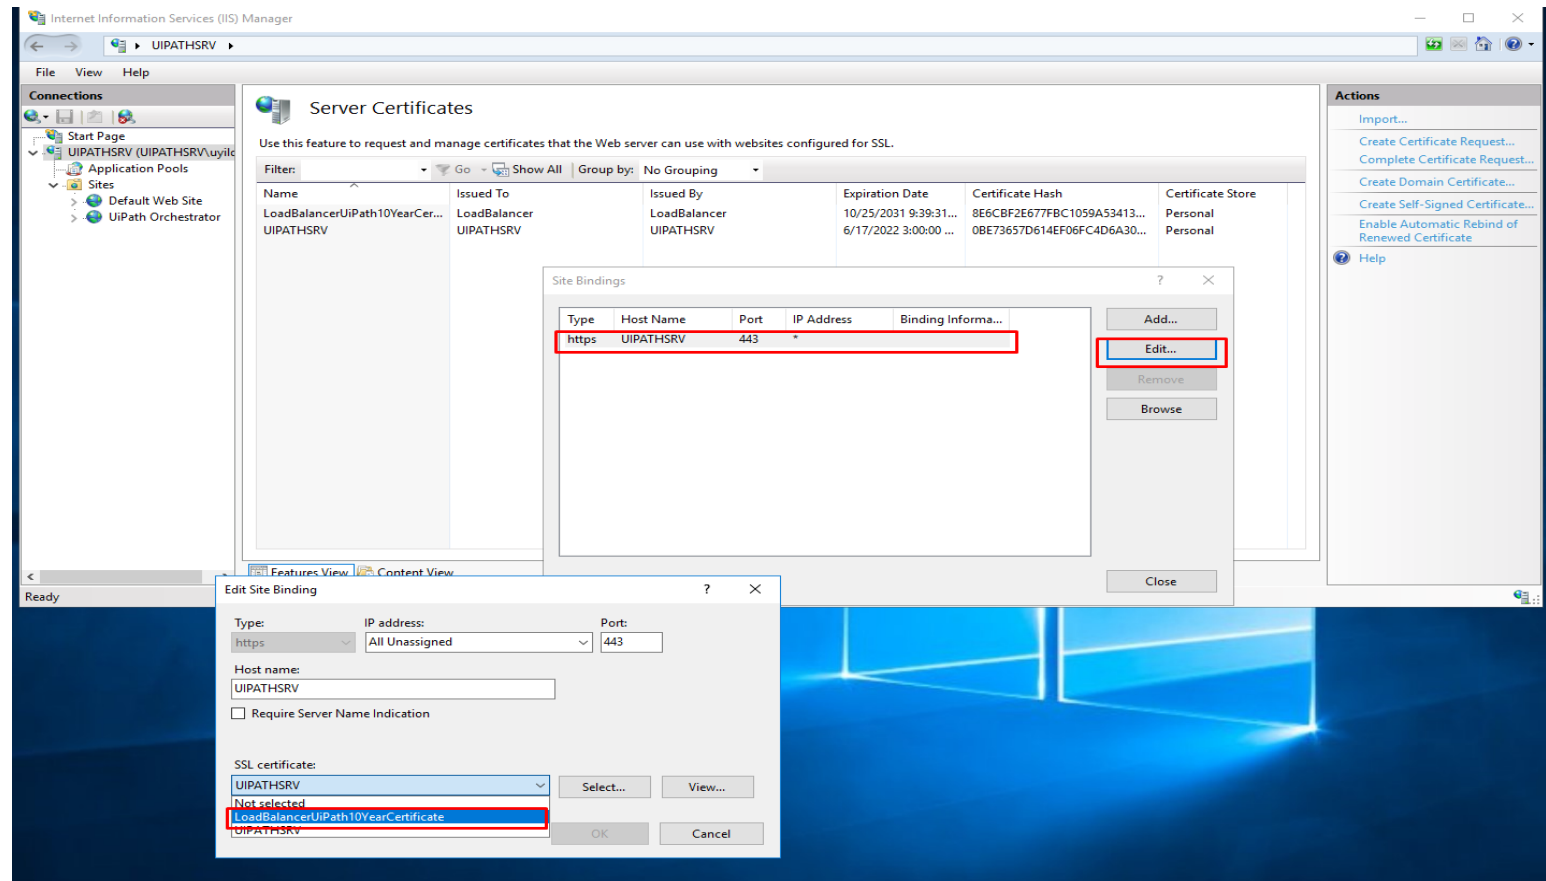 Internet Information Services (IIS) Manager
UIPATHSRV
File View Help
Connections
Start Page
UIPATHSRV (UIPATHSRV\uyilc
Application Pools
Sites
Default Web Site
UiPath Orchestrator
Server Certificates
Use this feature to request and manage certificates that the Web server can use with websites configured for SSL.
Filter: Go Show All Group by: No Grouping
Name Issued To Issued By Expiration Date Certificate Hash Certificate Store
LoadBalancerUiPath10YearCer... LoadBalancer LoadBalancer 10/25/2031 9:39:31... 8E6CBF2E677FBC1059A53413... Personal
UIPATHSRV UIPATHSRV UIPATHSRV 6/17/2022 3:00:00 ... 0BE73657D614EF06FC4D6A30... Personal
Actions
Import...
Create Certificate Request...
Complete Certificate Request...
Create Domain Certificate...
Create Self-Signed Certificate...
Enable Automatic Rebind of
Renewed Certificate
Help
Site Bindings ?
Type Host Name Port IP Address Binding Informa...
https UIPATHSRV 443 *
Add...
Edit...
Remove
Browse
Close
Features View Content View
Ready
Edit Site Binding ?
Type: IP address: Port:
https All Unassigned 443
Host name:
UIPATHSRV
Require Server Name Indication
SSL certificate:
UIPATHSRV Select... View...
Not selected
LoadBalancerUiPath10YearCertificate
UIPATHSRV
OK Cancel